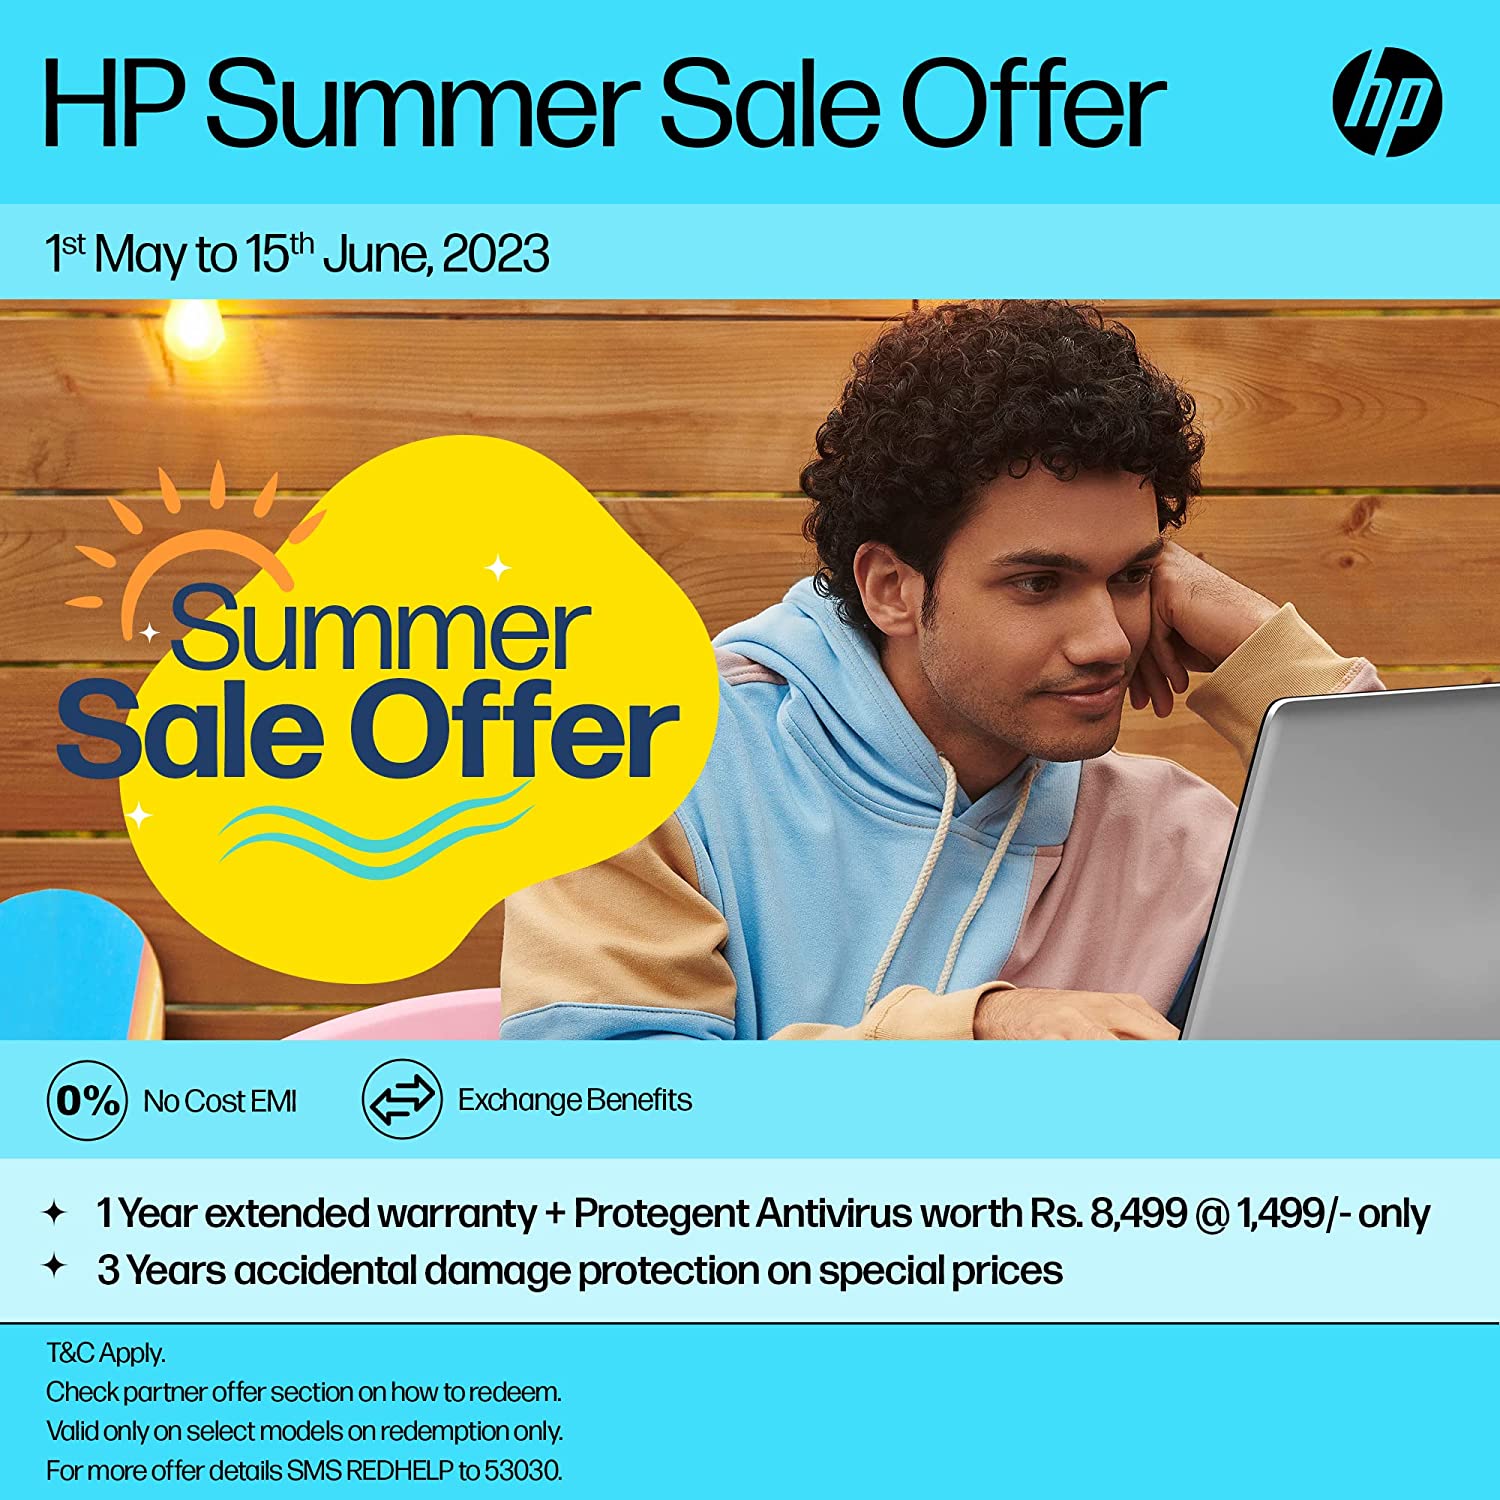 HP Summer Sale Offer
hp
1st May to 15th June, 2023
Summer
Sale Offer
0% No Cost EMI Exchange Benefits
1 Year extended warranty + Protegent Antivirus worth Rs. 8,499 @ 1,499/- only
3 Years accidental damage protection on special prices
T&C Apply.
Check partner offer section on how to redeem.
Valid only on select models on redemption only.
For more offer details SMS REDHELP to 53030.